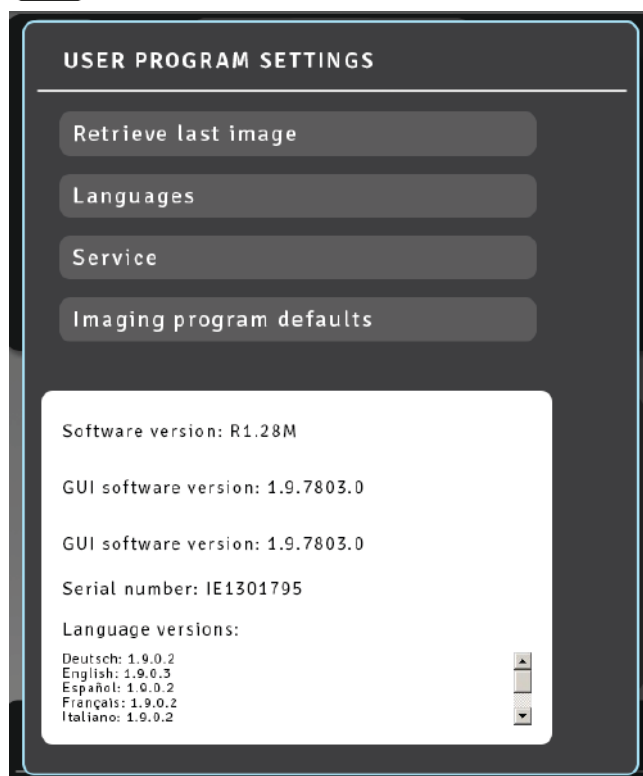 USER PROGRAM SETTINGS
Retrieve last image
Languages
Service
Imaging program defaults
Software version: R1.28M
GUI software version: 1.9.7803.0
GUI software version: 1.9.7803.0
Serial number: IE1301795
Language versions:
Deutsch: 1.9.0.2
English: 1.9.0.3
Español: 1.9.0.2
Français: 1.9.0.2
Italiano: 1.9.0.2